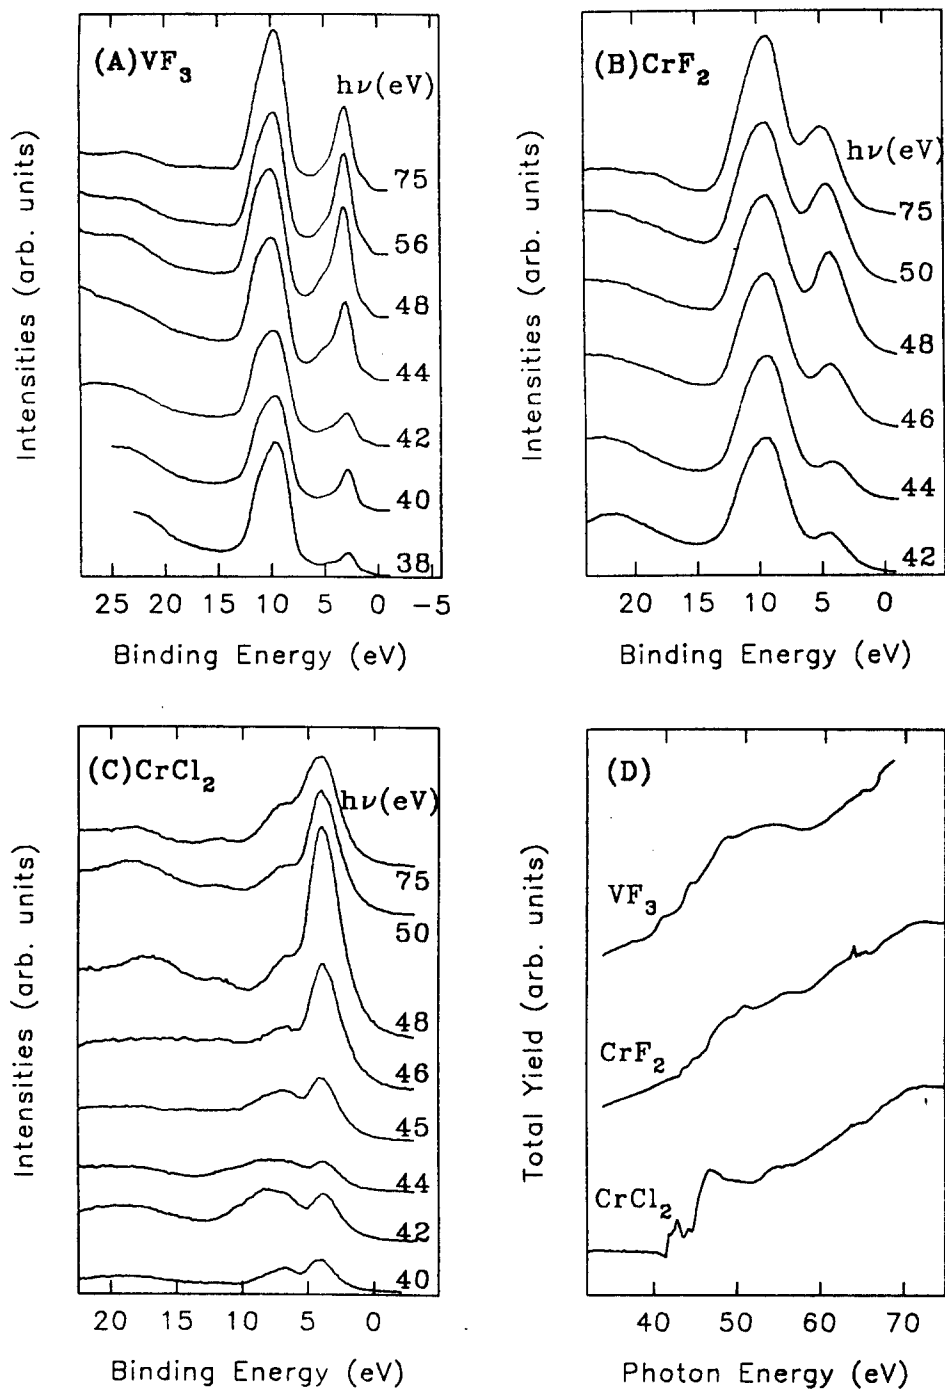 (A)VF₃
hν(eV)
75
56
48
44
42
40
38
25 20 15 10 5 0 −5
Binding Energy (eV)
Intensities (arb. units)
(B)CrF₂
hν(eV)
75
50
48
46
44
42
20 15 10 5 0
Binding Energy (eV)
Intensities (arb. units)
(C)CrCl₂
hν(eV)
75
50
48
46
45
44
42
40
20 15 10 5 0
Binding Energy (eV)
Intensities (arb. units)
(D)
VF₃
CrF₂
CrCl₂
40 50 60 70
Photon Energy (eV)
Total Yield (arb. units)